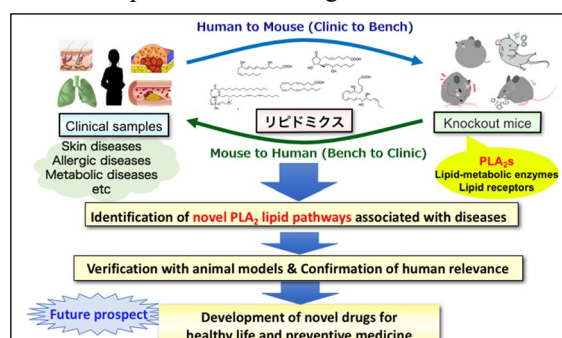 Human to Mouse (Clinic to Bench)
リピドミクス
Clinical samples
Knockout mice
Skin diseases
Allergic diseases
Metabolic diseases
etc
Mouse to Human (Bench to Clinic)
PLA₂s
Lipid-metabolic enzymes
Lipid receptors
Identification of novel PLA₂ lipid pathways associated with diseases
Verification with animal models & Confirmation of human relevance
Future prospect
Development of novel drugs for
healthy life and preventive medicine